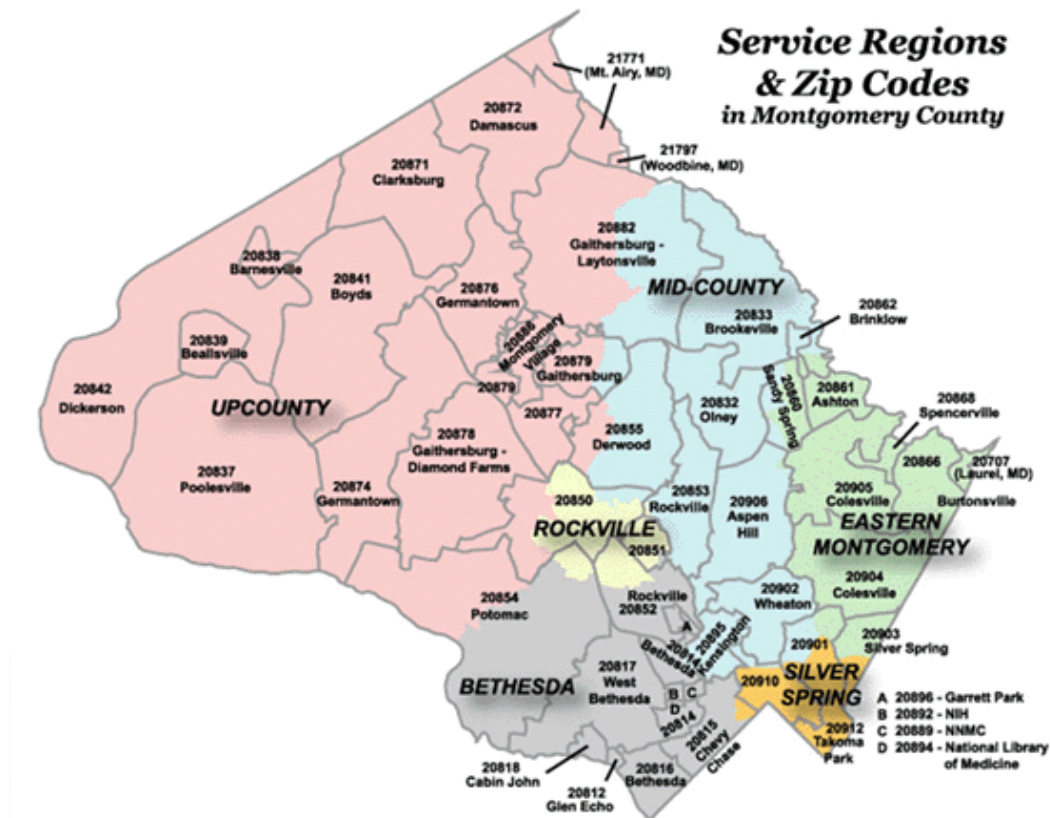 Service Regions
& Zip Codes
in Montgomery County
21771
(Mt. Airy, MD)
20872
Damascus
21797
(Woodbine, MD)
20871
Clarksburg
20882
Gaithersburg -
Laytonsville
20838
Barnesville
20841
Boyds
20876
Germantown
MID-COUNTY
20862
Brinklow
20833
Brookeville
20886
Montgomery
Village
20839
Beallsville
20879
Gaithersburg
20879
20842
Dickerson
UPCOUNTY
20877
20832
Olney
20860
Sandy Spring
20861
Ashton
20868
Spencerville
20878
Gaithersburg -
Diamond Farms
20855
Derwood
20866
20707
(Laurel, MD)
20837
Poolesville
20874
Germantown
20850
20853
Rockville
20906
Aspen
Hill
20905
Colesville
Burtonsville
ROCKVILLE
20851
EASTERN
MONTGOMERY
20904
Colesville
20854
Potomac
Rockville
20852
20902
Wheaton
A
20895
Kensington
20814
Bethesda
20901
20903
Silver Spring
BETHESDA
20817
West
Bethesda
B
C
D
20814
20910
SILVER
SPRING
20815
Chevy
Chase
20912
Takoma
Park
20818
Cabin John
20812
Glen Echo
20816
Bethesda
A 20896 - Garrett Park
B 20892 - NIH
C 20889 - NNMC
D 20894 - National Library
of Medicine